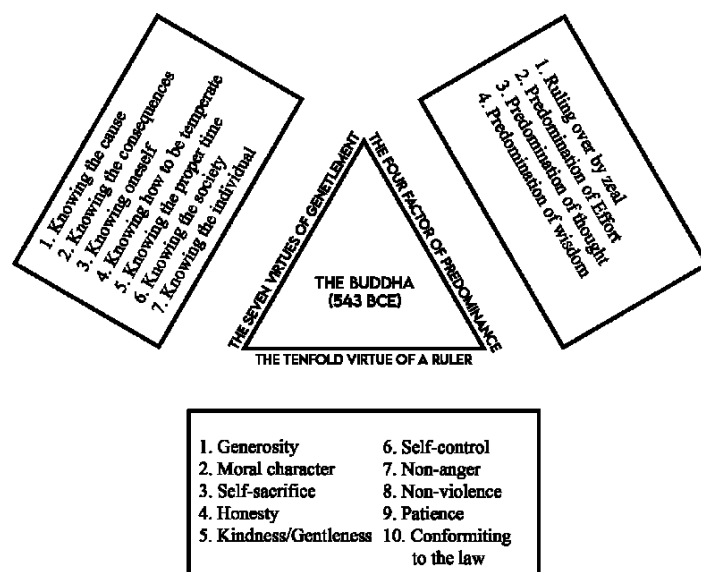 1. Knowing the cause
2. Knowing the consequences
3. Knowing oneself
4. Knowing how to be temperate
5. Knowing the proper time
6. Knowing the society
7. Knowing the individual
1. Ruling over by zeal
2. Predomination of Effort
3. Predomination of thought
4. Predomination of wisdom
THE SEVEN VIRTUES OF GENETLEMENT
THE FOUR FACTOR OF PREDOMINANCE
THE BUDDHA
(543 BCE)
THE TENFOLD VIRTUE OF A RULER
1. Generosity
2. Moral character
3. Self-sacrifice
4. Honesty
5. Kindness/Gentleness
6. Self-control
7. Non-anger
8. Non-violence
9. Patience
10. Conformiting
to the law